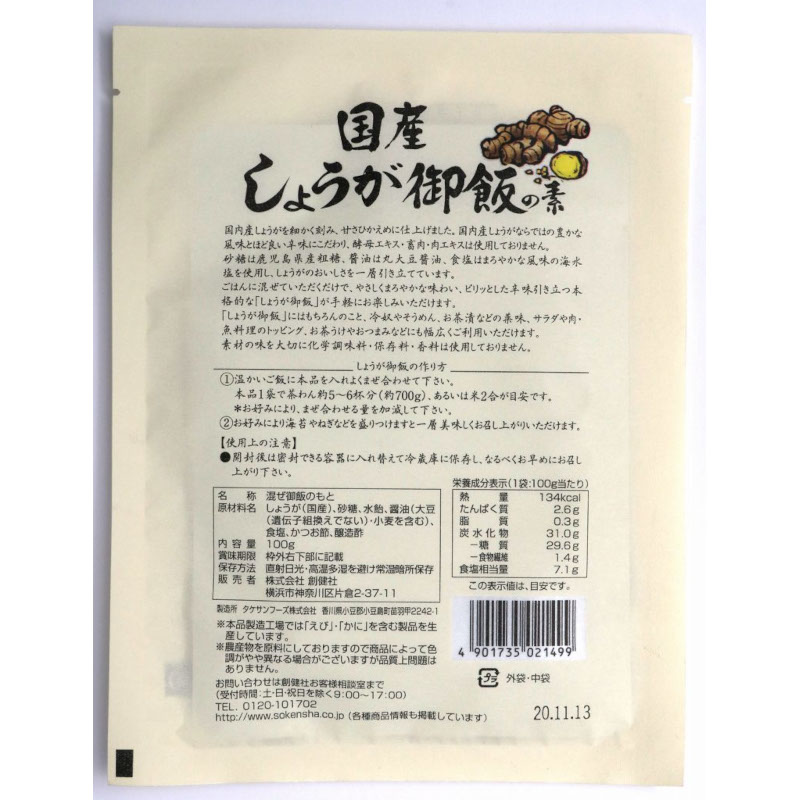 国産
しょうが御飯の素
国内産しょうがを細かく刻み、甘さひかえめに仕上げました。国内産しょうがならではの豊かな
風味とほど良い辛味にこだわり、酵母エキス・畜肉・肉エキスは使用しておりません。
砂糖は鹿児島県産粗糖、醤油は丸大豆醤油、食塩はまろやかな風味の海水
塩を使用し、しょうがのおいしさを一層引き立てています。
ごはんに混ぜていただくだけで、やさしくまろやかな味わい、ピリッとした辛味引き立つ本
格的な「しょうが御飯」が手軽にお楽しみいただけます。
「しょうが御飯」にはもちろんのこと、冷奴やそうめん、お茶漬などの薬味、サラダや肉・
魚料理のトッピング、お茶うけやおつまみなどにも幅広くご利用いただけます。
素材の味を大切に化学調味料・保存料・香料は使用しておりません。
しょうが御飯の作り方
①温かいご飯に本品を入れよくまぜ合わせて下さい。
本品1袋で茶わん約5～6杯分(約700g)、あるいは米2合が目安です。
*お好みにより、まぜ合わせる量を加減して下さい。
②お好みにより海苔やねぎなどを盛りつけますと一層美味しくお召し上がりいただけます。
【使用上の注意】
●開封後は密封できる容器に入れ替えて冷蔵庫に保存し、なるべくお早めにお召し
上がり下さい。
名称 混ぜ御飯のもと
原材料名 しょうが(国産)、砂糖、水飴、醤油(大豆
(遺伝子組換えでない)・小麦を含む)、
食塩、かつお節、醸造酢
内容量 100g
賞味期限 枠外右下部に記載
保存方法 直射日光・高温多湿を避け常温暗所保存
販売者 株式会社 創健社
横浜市神奈川区片倉2-37-11
製造所 タケサンフーズ株式会社 香川県小豆郡小豆島町苗羽甲2242-1
※本品製造工場では「えび」・「かに」を含む製品を生
産しています。
※農産物を原料にしておりますので商品によって色
調がやや異なる場合がございますが品質上問題は
ありません。
お問い合わせは創健社お客様相談室まで
(受付時間:土・日・祝日を除く9:00～17:00)
TEL. 0120-101702
http://www.sokensha.co.jp (各種商品情報も掲載しています)
栄養成分表示(1袋:100g当たり)
熱量 134kcal
たんぱく質 2.6g
脂質 0.3g
炭水化物 31.0g
－糖質 29.6g
－食物繊維 1.4g
食塩相当量 7.1g
この表示値は、目安です。
4 901735 021499
プラ 外袋・中袋
20.11.13